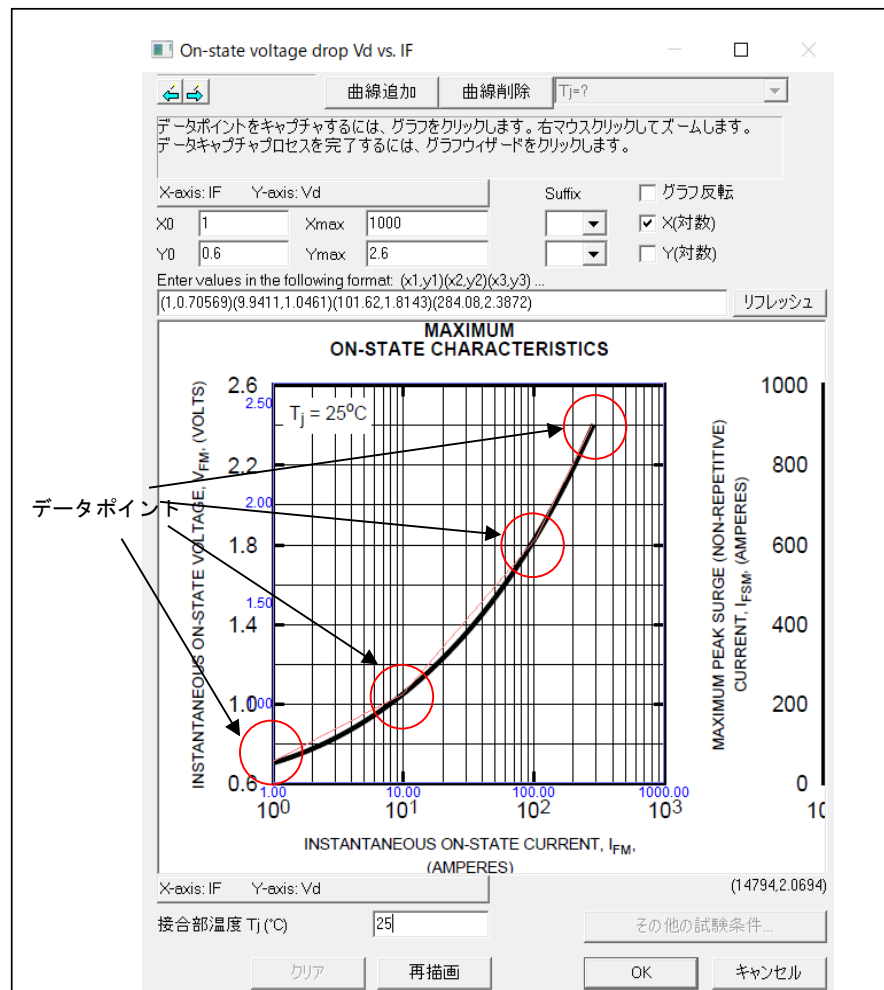 On-state voltage drop Vd vs. IF
曲線追加 曲線削除 Tj=?
データポイントをキャプチャするには、グラフをクリックします。右マウスクリックしてズームします。
データキャプチャプロセスを完了するには、グラフウィザードをクリックします。
X-axis: IF Y-axis: Vd Suffix グラフ反転
X0 1 Xmax 1000 X(対数)
Y0 0.6 Ymax 2.6 Y(対数)
Enter values in the following format: (x1,y1)(x2,y2)(x3,y3) ...
(1,0.70569)(9.9411,1.0461)(101.62,1.8143)(284.08,2.3872) リフレッシュ
MAXIMUM
ON-STATE CHARACTERISTICS
INSTANTANEOUS ON-STATE VOLTAGE, VFM, (VOLTS)
2.6
2.50
2.2
2.00
1.8
1.50
1.4
1.0
1.00
0.6
Tj = 25°C
データポイント
1.00 10.00 100.00 1000.00
10⁰ 10¹ 10² 10³
INSTANTANEOUS ON-STATE CURRENT, IFM,
(AMPERES)
MAXIMUM PEAK SURGE (NON-REPETITIVE)
CURRENT, IFSM, (AMPERES)
1000
800
600
400
200
0
10
X-axis: IF Y-axis: Vd (14794,2.0694)
接合部温度 Tj (℃) 25 その他の試験条件...
クリア 再描画 OK キャンセル